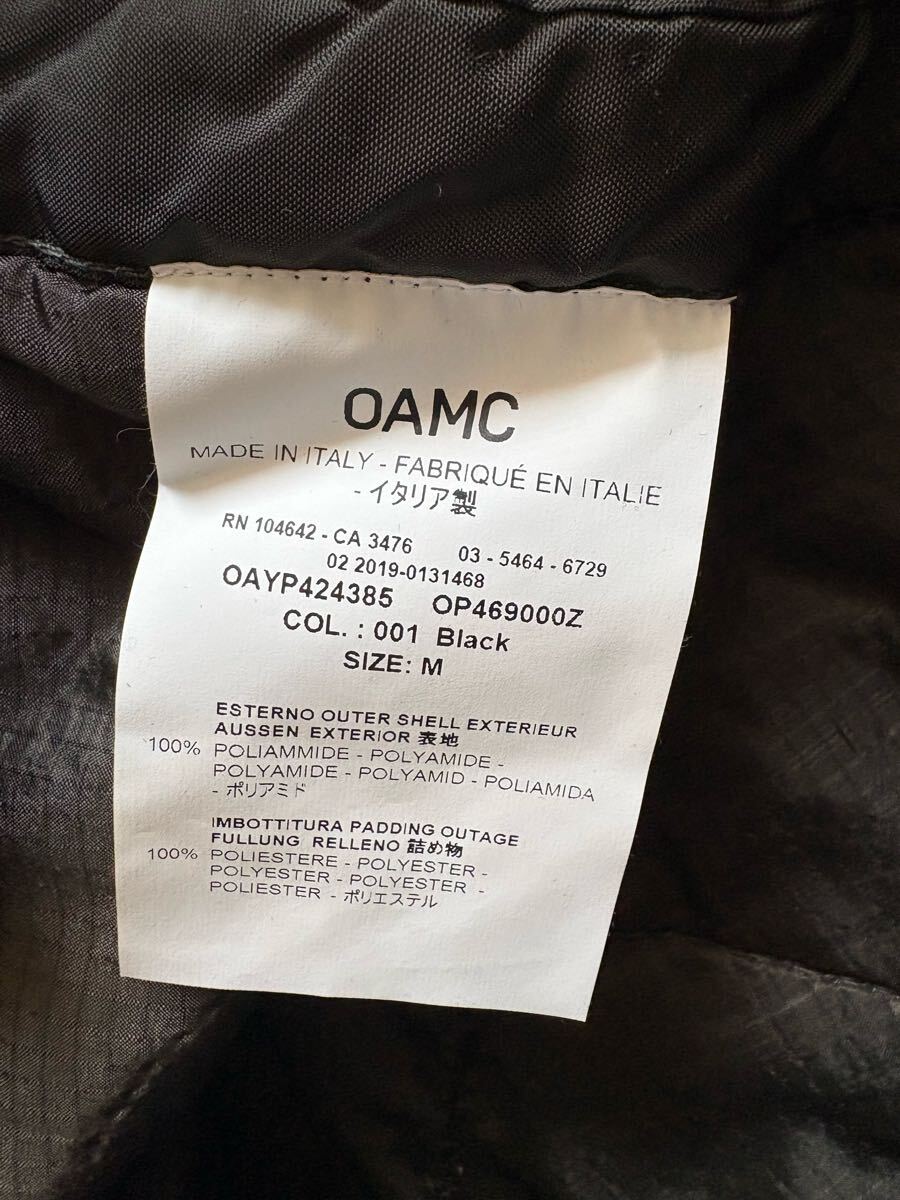 OAMC
MADE IN ITALY - FABRIQUÉ EN ITALIE
- イタリア製
RN 104642 - CA 3476 03 - 5464 - 6729
02 2019-0131468
OAYP424385 OP469000Z
COL. : 001 Black
SIZE: M
ESTERNO OUTER SHELL EXTERIEUR
AUSSEN EXTERIOR 表地
100% POLIAMMIDE - POLYAMIDE -
POLYAMIDE - POLYAMID - POLIAMIDA
- ポリアミド
IMBOTTITURA PADDING OUTAGE
FULLUNG RELLENO 詰め物
100% POLIESTERE - POLYESTER -
POLYESTER - POLYESTER -
POLIESTER - ポリエステル